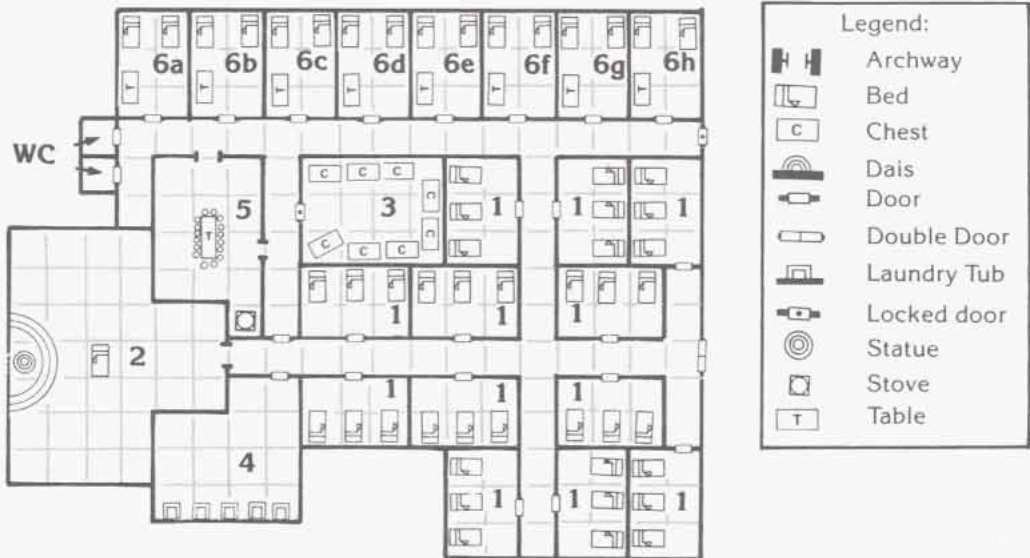 6a 6b 6c 6d 6e 6f 6g 6h
T T T T T T T
WC
5
T
3
C C C
C
C
C C C
1 1 1
1 1 1
2
1 1 1
4
1 1 1
Legend:
Archway
Bed
C Chest
Dais
Door
Double Door
Laundry Tub
Locked door
Statue
Stove
T Table